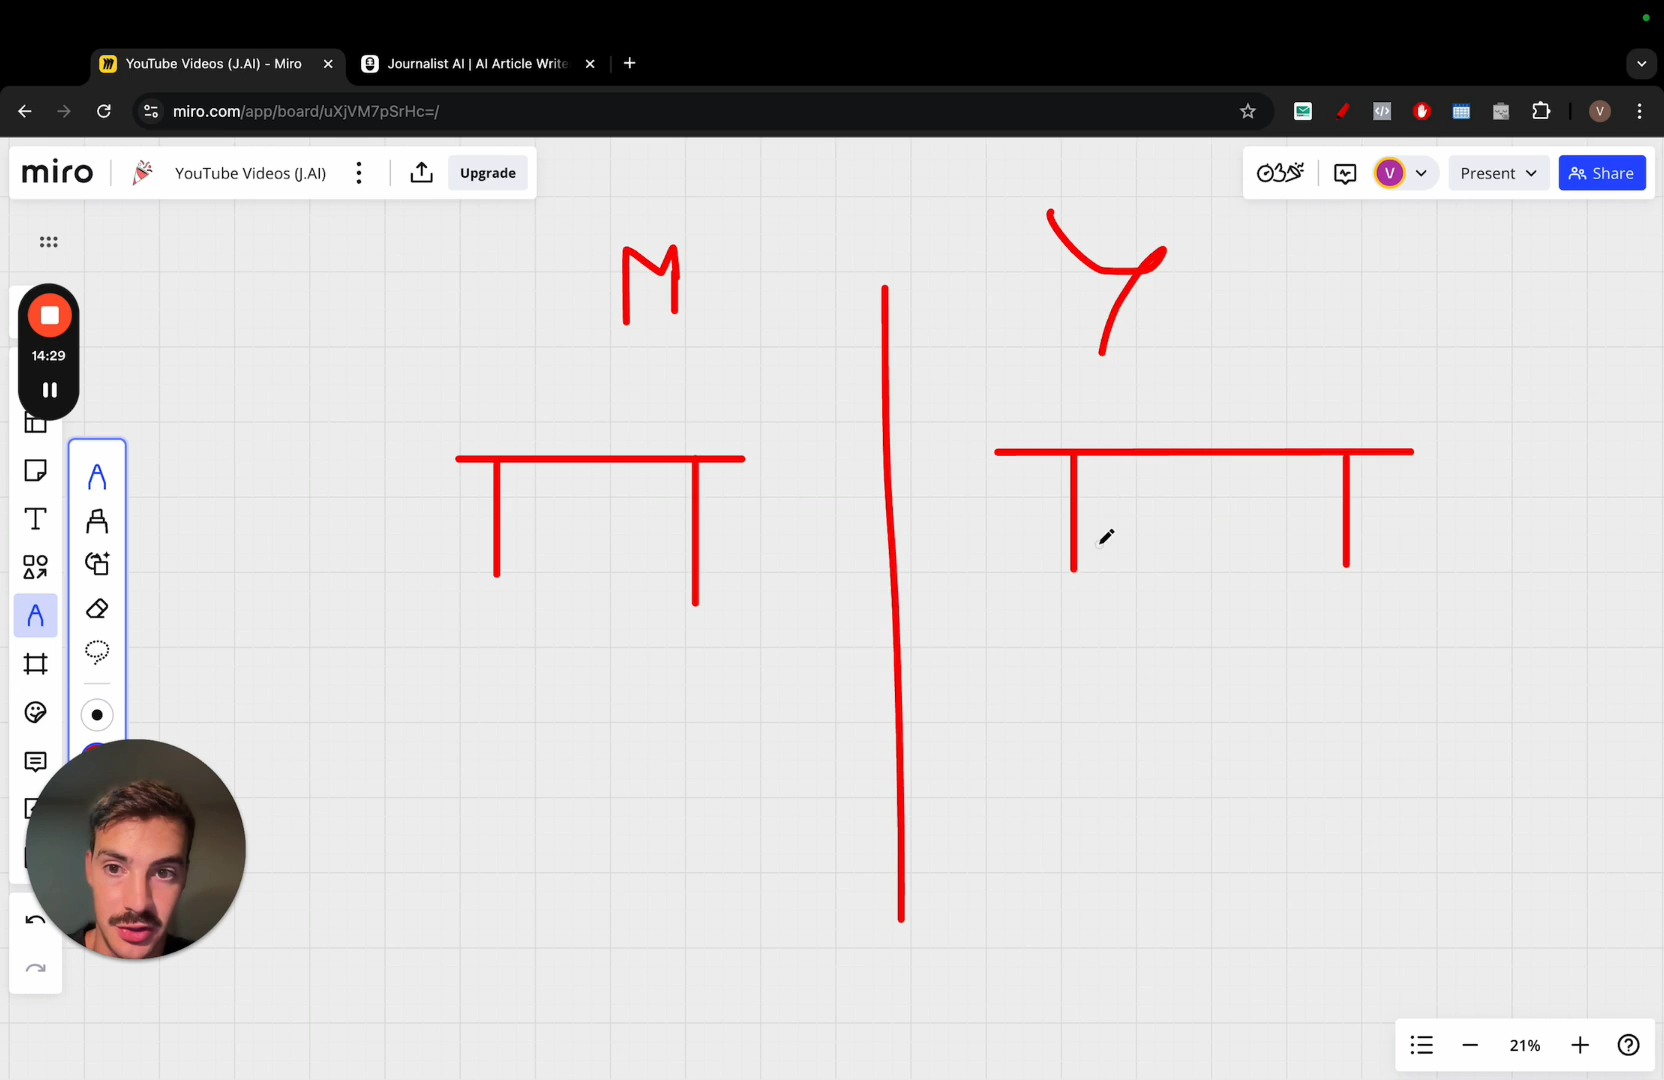 YouTube Videos (J.AI) - Miro
Journalist AI | AI Article Write
miro.com/app/board/uXjVM7pSrHc=/
V
miro
YouTube Videos (J.AI)
Upgrade
V
Present
Share
M
Y
14:29
21%